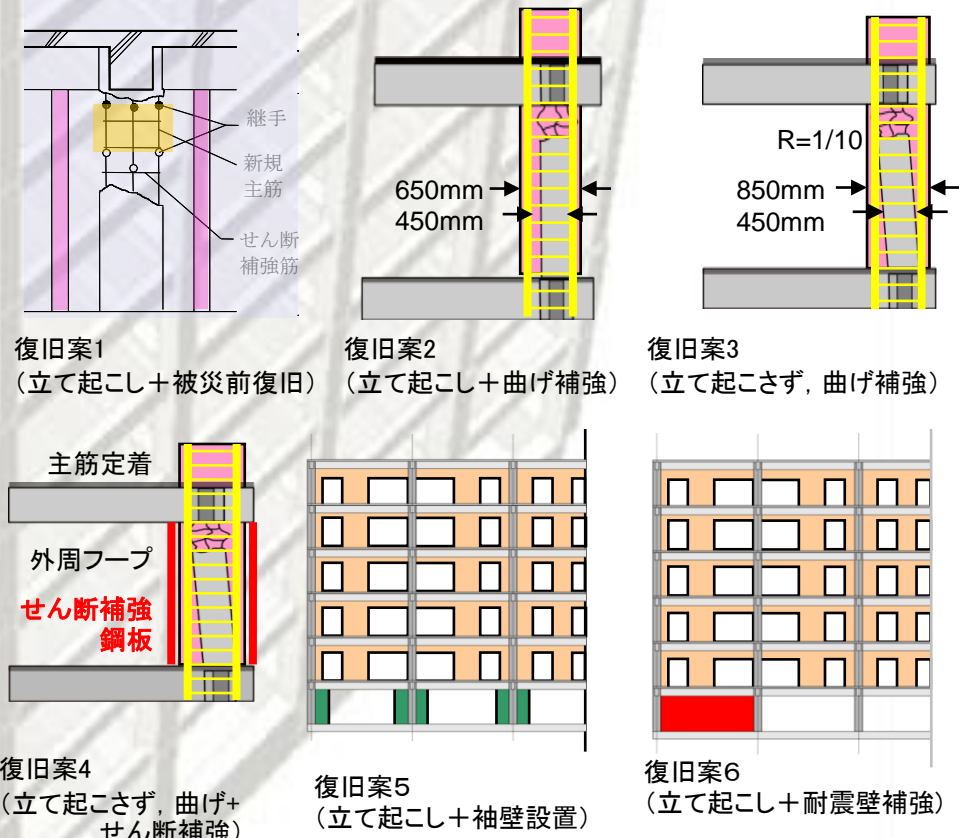 継手
新規
主筋
せん断
補強筋
復旧案1
(立て起こし＋被災前復旧)
650mm
450mm
復旧案2
(立て起こし＋曲げ補強)
R=1/10
850mm
450mm
復旧案3
(立て起こさず, 曲げ補強)
主筋定着
外周フープ
せん断補強
鋼板
復旧案4
(立て起こさず, 曲げ+
せん断補強)
復旧案5
(立て起こし＋袖壁設置)
復旧案６
(立て起こし＋耐震壁補強)